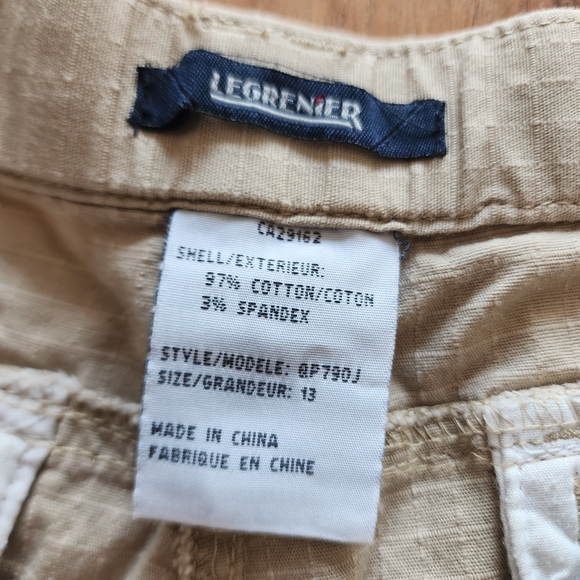 LEGRENIER
CA29162
SHELL/EXTERIEUR:
97% COTTON/COTON
3% SPANDEX
STYLE/MODELE: QP790J
SIZE/GRANDEUR: 13
MADE IN CHINA
FABRIQUE EN CHINE